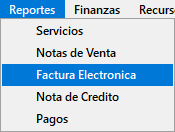 Reportes Finanzas Recurs
Servicios
Notas de Venta
Factura Electronica
Nota de Credito
Pagos